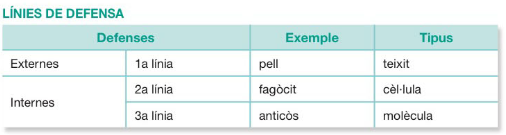 LÍNIES DE DEFENSA
Defenses Exemple Tipus
Externes 1a línia pell teixit
Internes 2a línia fagòcit cèl·lula
3a línia anticòs molècula